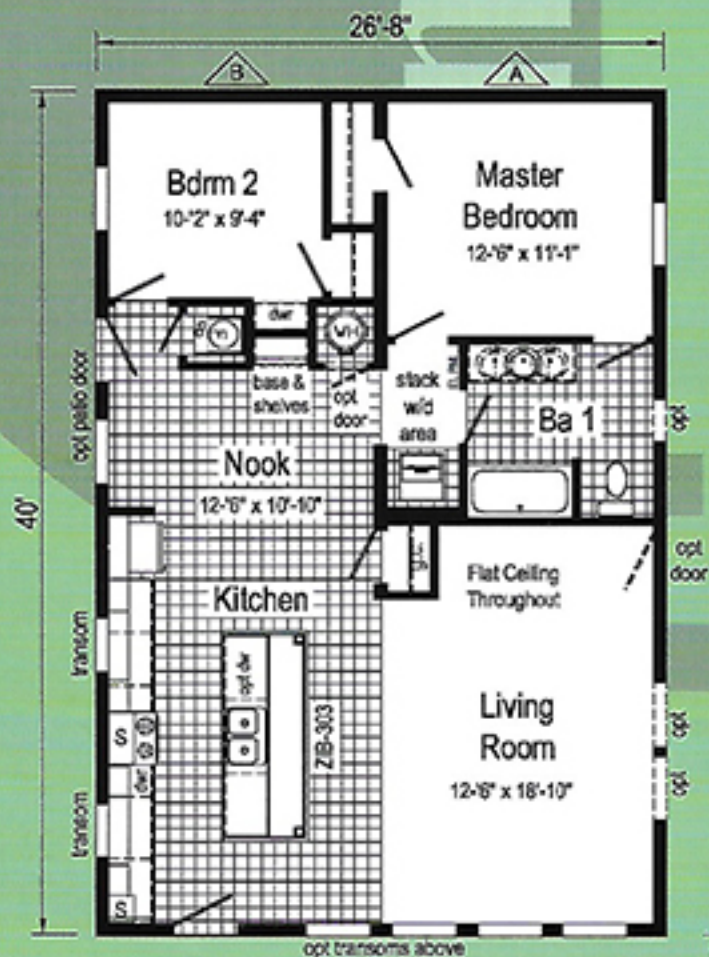 26'-8"
B
A
Bdrm 2
10-'2" x 9'-4"
Master
Bedroom
12-'6" x 11'-1"
dwr
WH
base &
shelves
opt
door
stack
w/d
area
Ba 1
opt patio door
opt
Nook
12-'6" x 10'-10"
40'
g.c.
Flat Ceiling
Throughout
opt
door
Kitchen
transom
opt dw
ZIB-303
Living
Room
12-'6" x 18'-10"
opt
opt
S
dwr
transom
S
opt transoms above